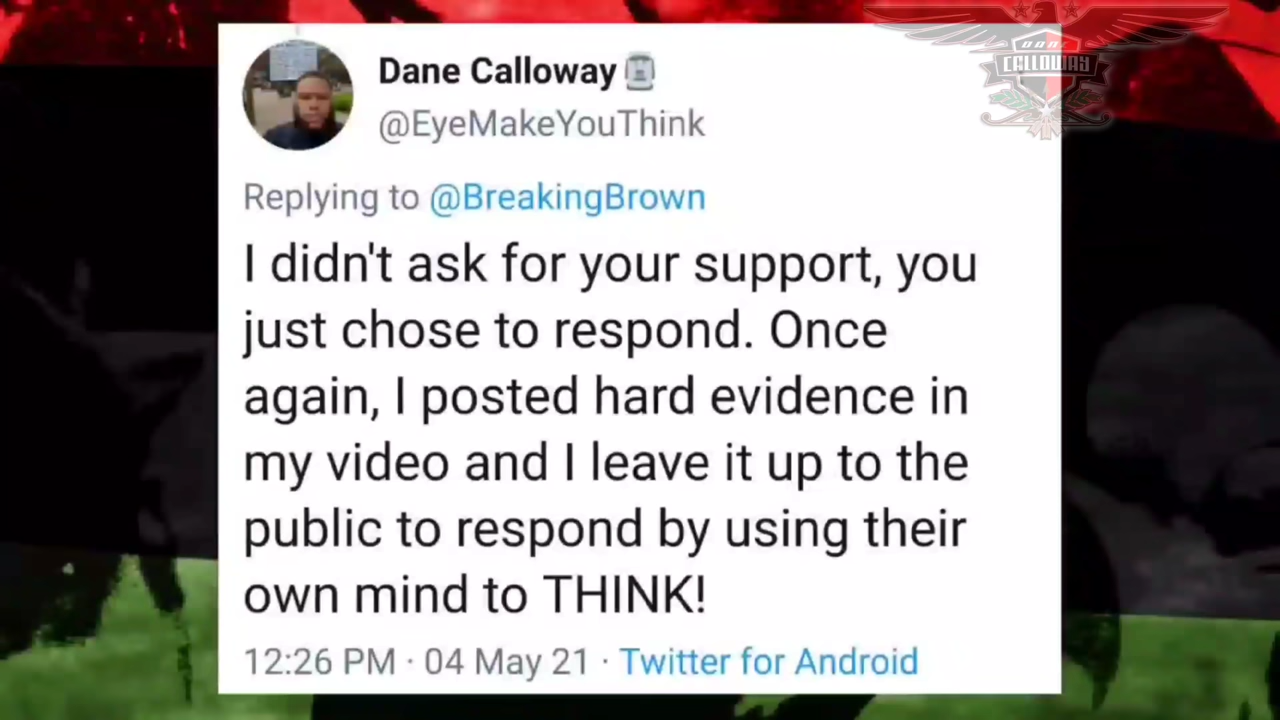 DANE
CALLOWAY
Dane Calloway
@EyeMakeYouThink
Replying to @BreakingBrown
I didn't ask for your support, you
just chose to respond. Once
again, I posted hard evidence in
my video and I leave it up to the
public to respond by using their
own mind to THINK!
12:26 PM · 04 May 21 · Twitter for Android